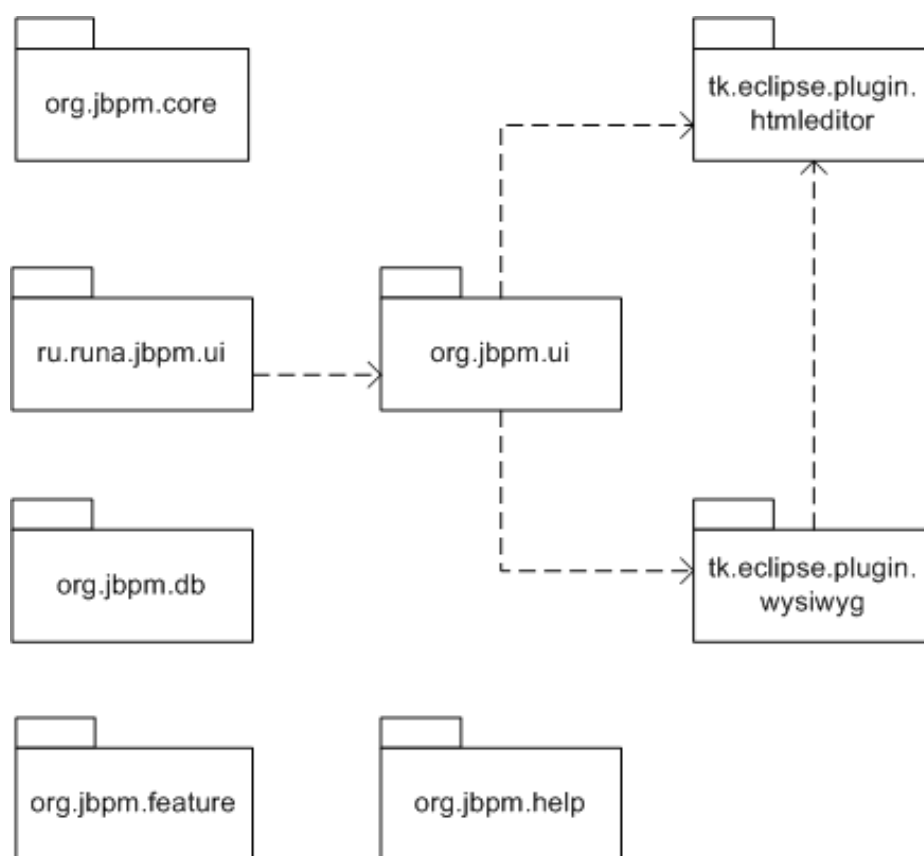 org.jbpm.core
tk.eclipse.plugin.
htmleditor
ru.runa.jbpm.ui
org.jbpm.ui
org.jbpm.db
tk.eclipse.plugin.
wysiwyg
org.jbpm.feature
org.jbpm.help